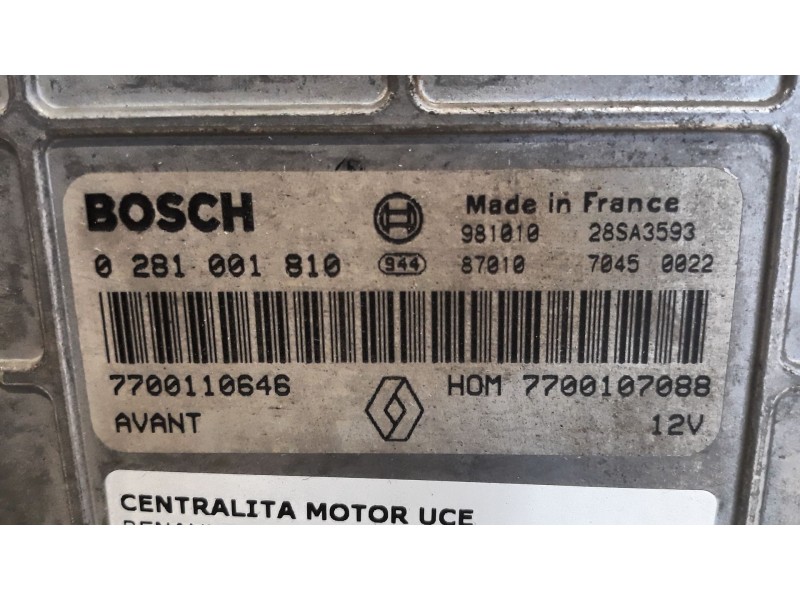 BOSCH
Made in France
981010 28SA3593
0 281 001 810 944 87010 7045 0022
7700110646 HOM 7700107088
AVANT 12V
CENTRALITA MOTOR UCE